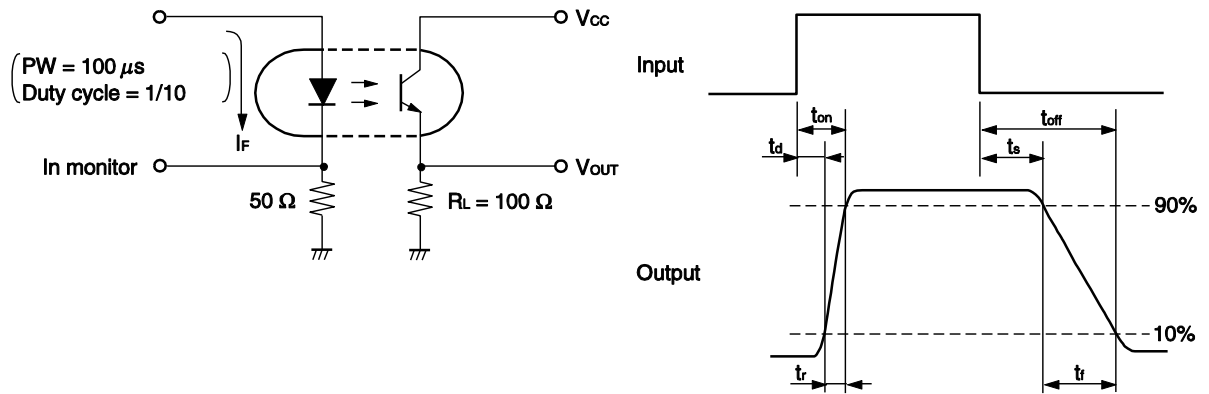 VCC
PW = 100 μs
Duty cycle = 1/10
IF
In monitor
VOUT
50 Ω
RL = 100 Ω
Input
ton
toff
td
ts
90%
Output
10%
tr
tf